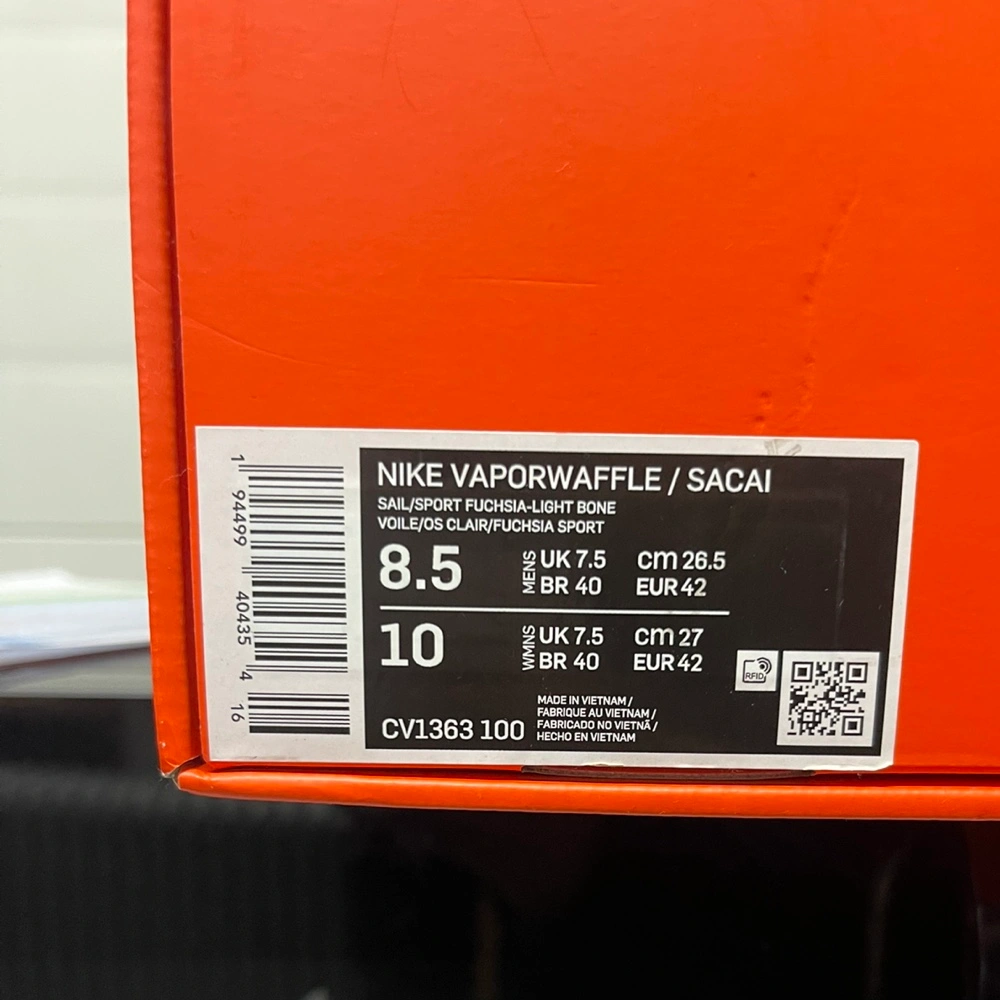 1 94499 40435 4 16
NIKE VAPORWAFFLE / SACAI
SAIL/SPORT FUCHSIA-LIGHT BONE
VOILE/OS CLAIR/FUCHSIA SPORT
8.5 MENS UK 7.5 cm 26.5
BR 40 EUR 42
10 WMNS UK 7.5 cm 27
BR 40 EUR 42
RFID
CV1363 100
MADE IN VIETNAM /
FABRIQUE AU VIETNAM /
FABRICADO NO VIETNÃ /
HECHO EN VIETNAM